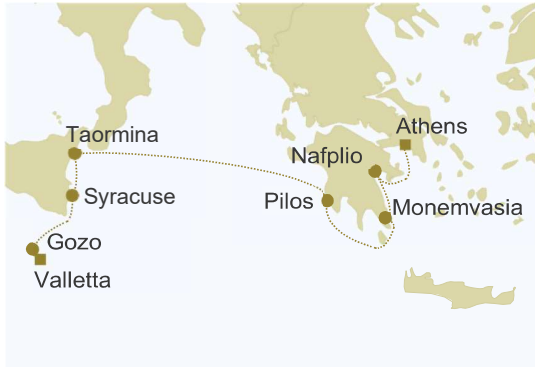 Athens
Taormina
Nafplio
Syracuse
Pilos
Monemvasia
Gozo
Valletta